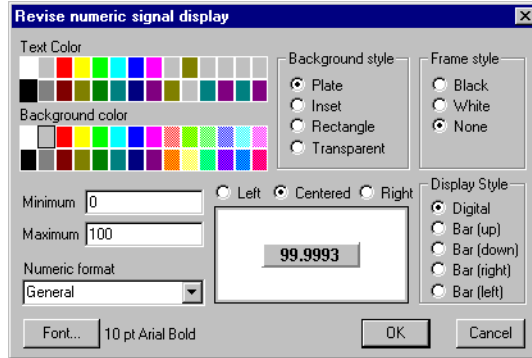 Revise numeric signal display
Text Color
Background color
Background style
Plate
Inset
Rectangle
Transparent
Frame style
Black
White
None
Minimum 0
Maximum 100
Numeric format
General
Left Centered Right
99.9993
Display Style
Digital
Bar (up)
Bar (down)
Bar (right)
Bar (left)
Font... 10 pt Arial Bold
OK Cancel